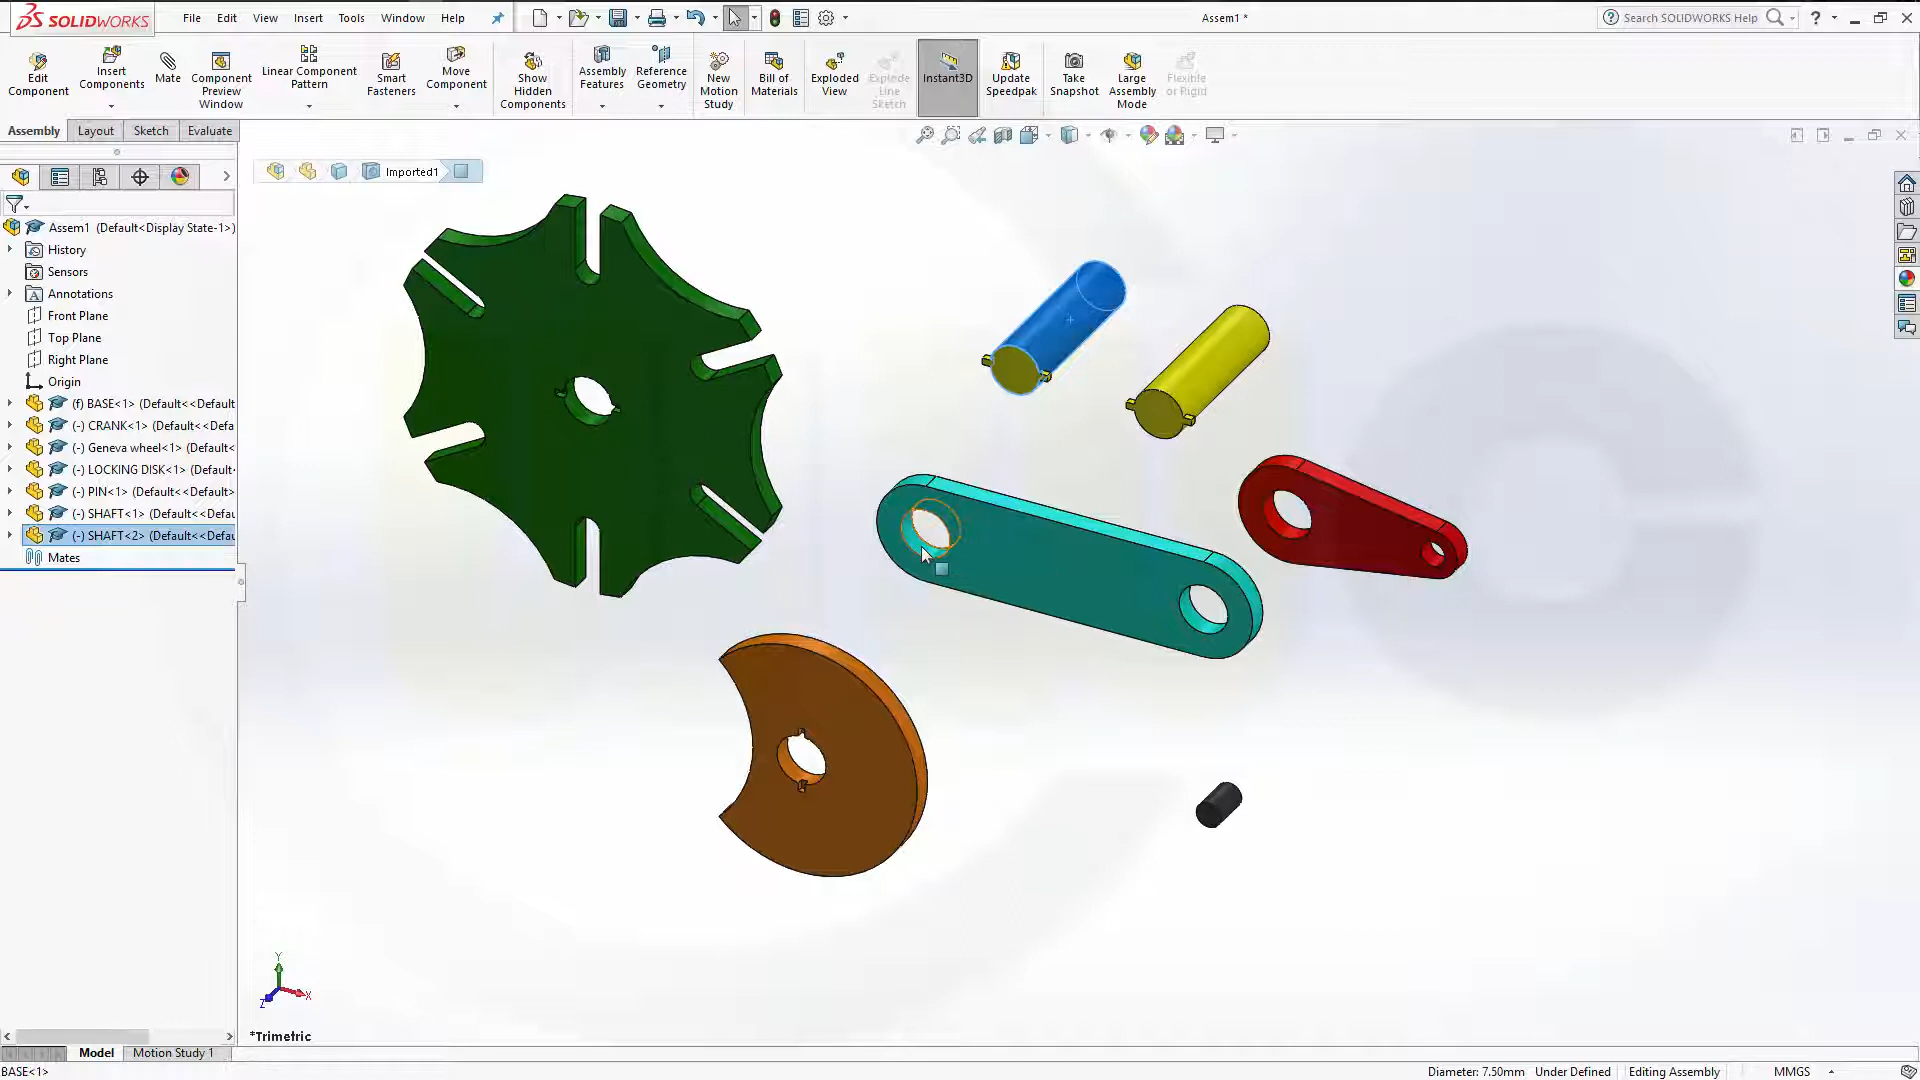 SOLIDWORKS File Edit View Insert Tools Window Help Assem1 * Search SOLIDWORKS Help ?
Edit Component
Insert Components
Mate
Component Preview Window
Linear Component Pattern
Smart Fasteners
Move Component
Show Hidden Components
Assembly Features
Reference Geometry
New Motion Study
Bill of Materials
Exploded View
Explode Line Sketch
Instant3D
Update Speedpak
Take Snapshot
Large Assembly Mode
Flexible or Rigid
Assembly Layout Sketch Evaluate
Imported1
Assem1 (Default<Display State-1>)
History
Sensors
A Annotations
Front Plane
Top Plane
Right Plane
Origin
(f) BASE<1> (Default<<Default
(-) CRANK<1> (Default<<Defa
(-) Geneva wheel<1> (Default<
(-) LOCKING DISK<1> (Default
(-) PIN<1> (Default<<Default>
(-) SHAFT<1> (Default<<Defau
(-) SHAFT<2> (Default<<Defau
Mates
Y
X
Z
*Trimetric
Model Motion Study 1
BASE<1> Diameter: 7.50mm Under Defined Editing Assembly MMGS